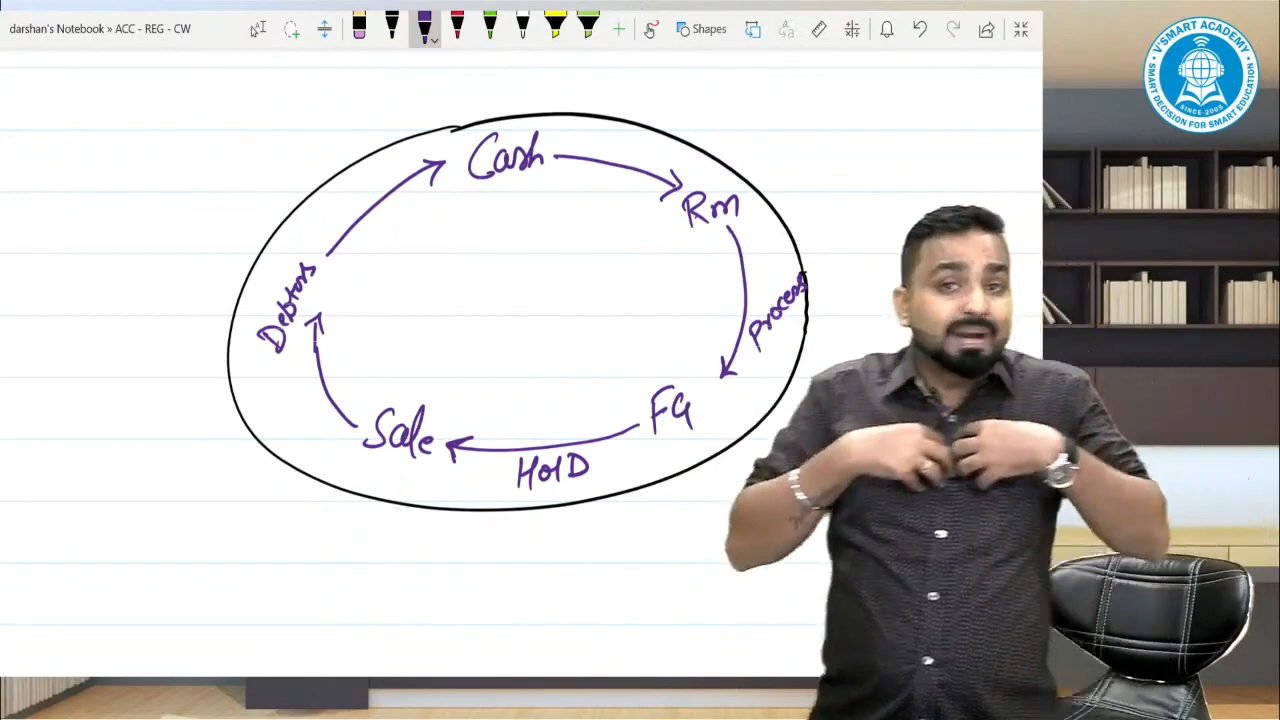 darshan's Notebook » ACC - REG - CW
Shapes
V'SMART ACADEMY
SINCE-2005
SMART DECISION FOR SMART EDUCATION
Cash
Rm
Process
FG
HolD
Sale
Debtors